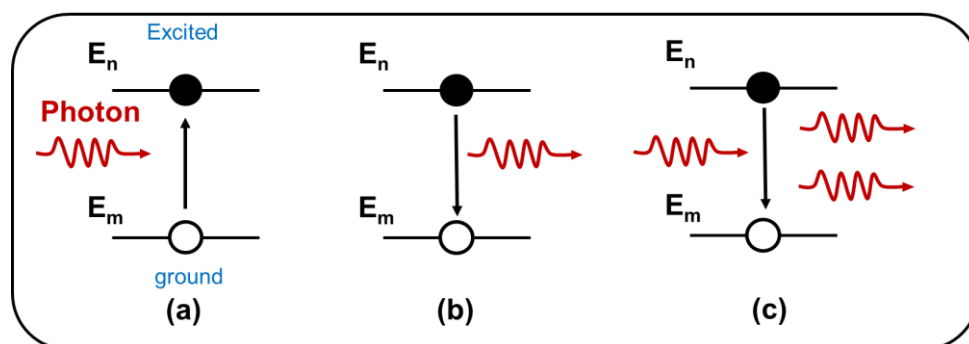 Excited
Eₙ
Eₙ
Eₙ
Photon
Eₘ
Eₘ
Eₘ
ground
(a)
(b)
(c)